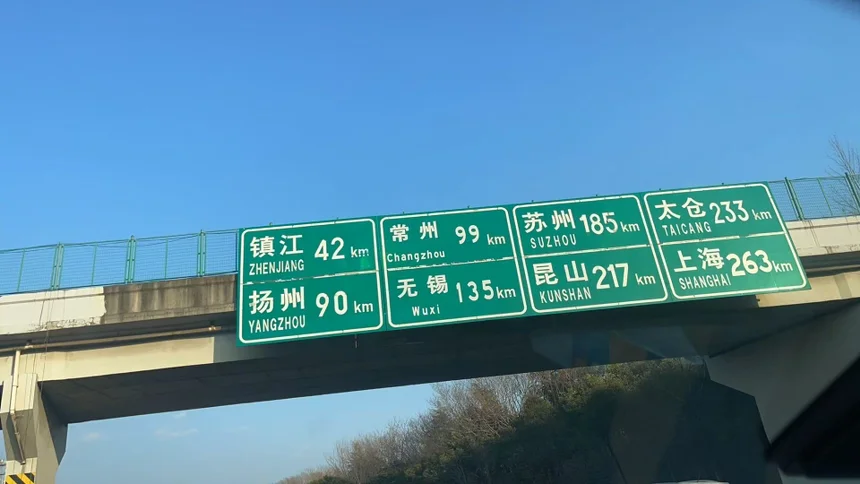 镇江 42 km
ZHENJIANG
扬州 90 km
YANGZHOU
常州 99 km
Changzhou
无锡 135 km
Wuxi
苏州 185 km
SUZHOU
昆山 217 km
KUNSHAN
太仓 233 km
TAICANG
上海 263 km
SHANGHAI